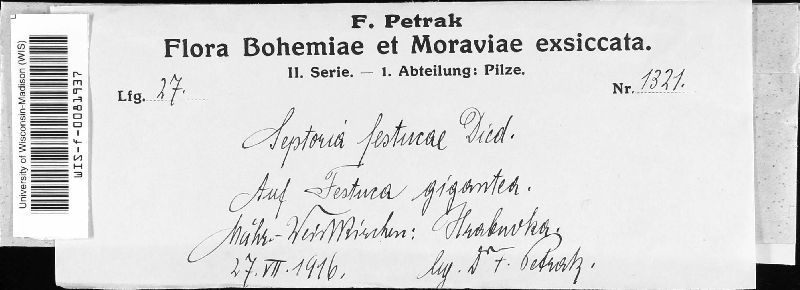 F. Petrak
Flora Bohemiae et Moraviae exsiccata.
II. Serie. — 1. Abteilung: Pilze.
Lfg. 27. Nr. 1321.
Septoria festucae Died.
Auf Festuca gigantea.
Mähr.-Weisskirchen: Hrabuvka.
27. VII. 1916. leg. Dr F. Petrak.
University of Wisconsin-Madison (WIS)
WIS-f-0081937